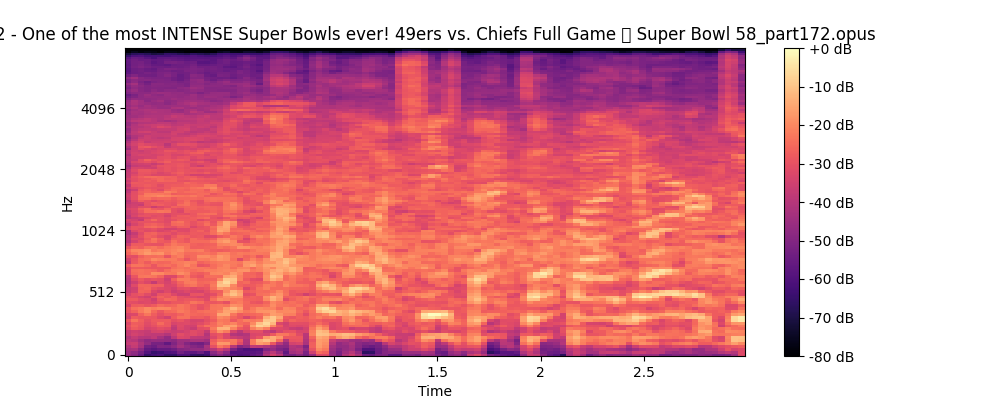 2 - One of the most INTENSE Super Bowls ever! 49ers vs. Chiefs Full Game ▯ Super Bowl 58_part172.opus
+0 dB
-10 dB
-20 dB
-30 dB
-40 dB
-50 dB
-60 dB
-70 dB
-80 dB
4096
2048
1024
512
0
Hz
0
0.5
1
1.5
2
2.5
Time